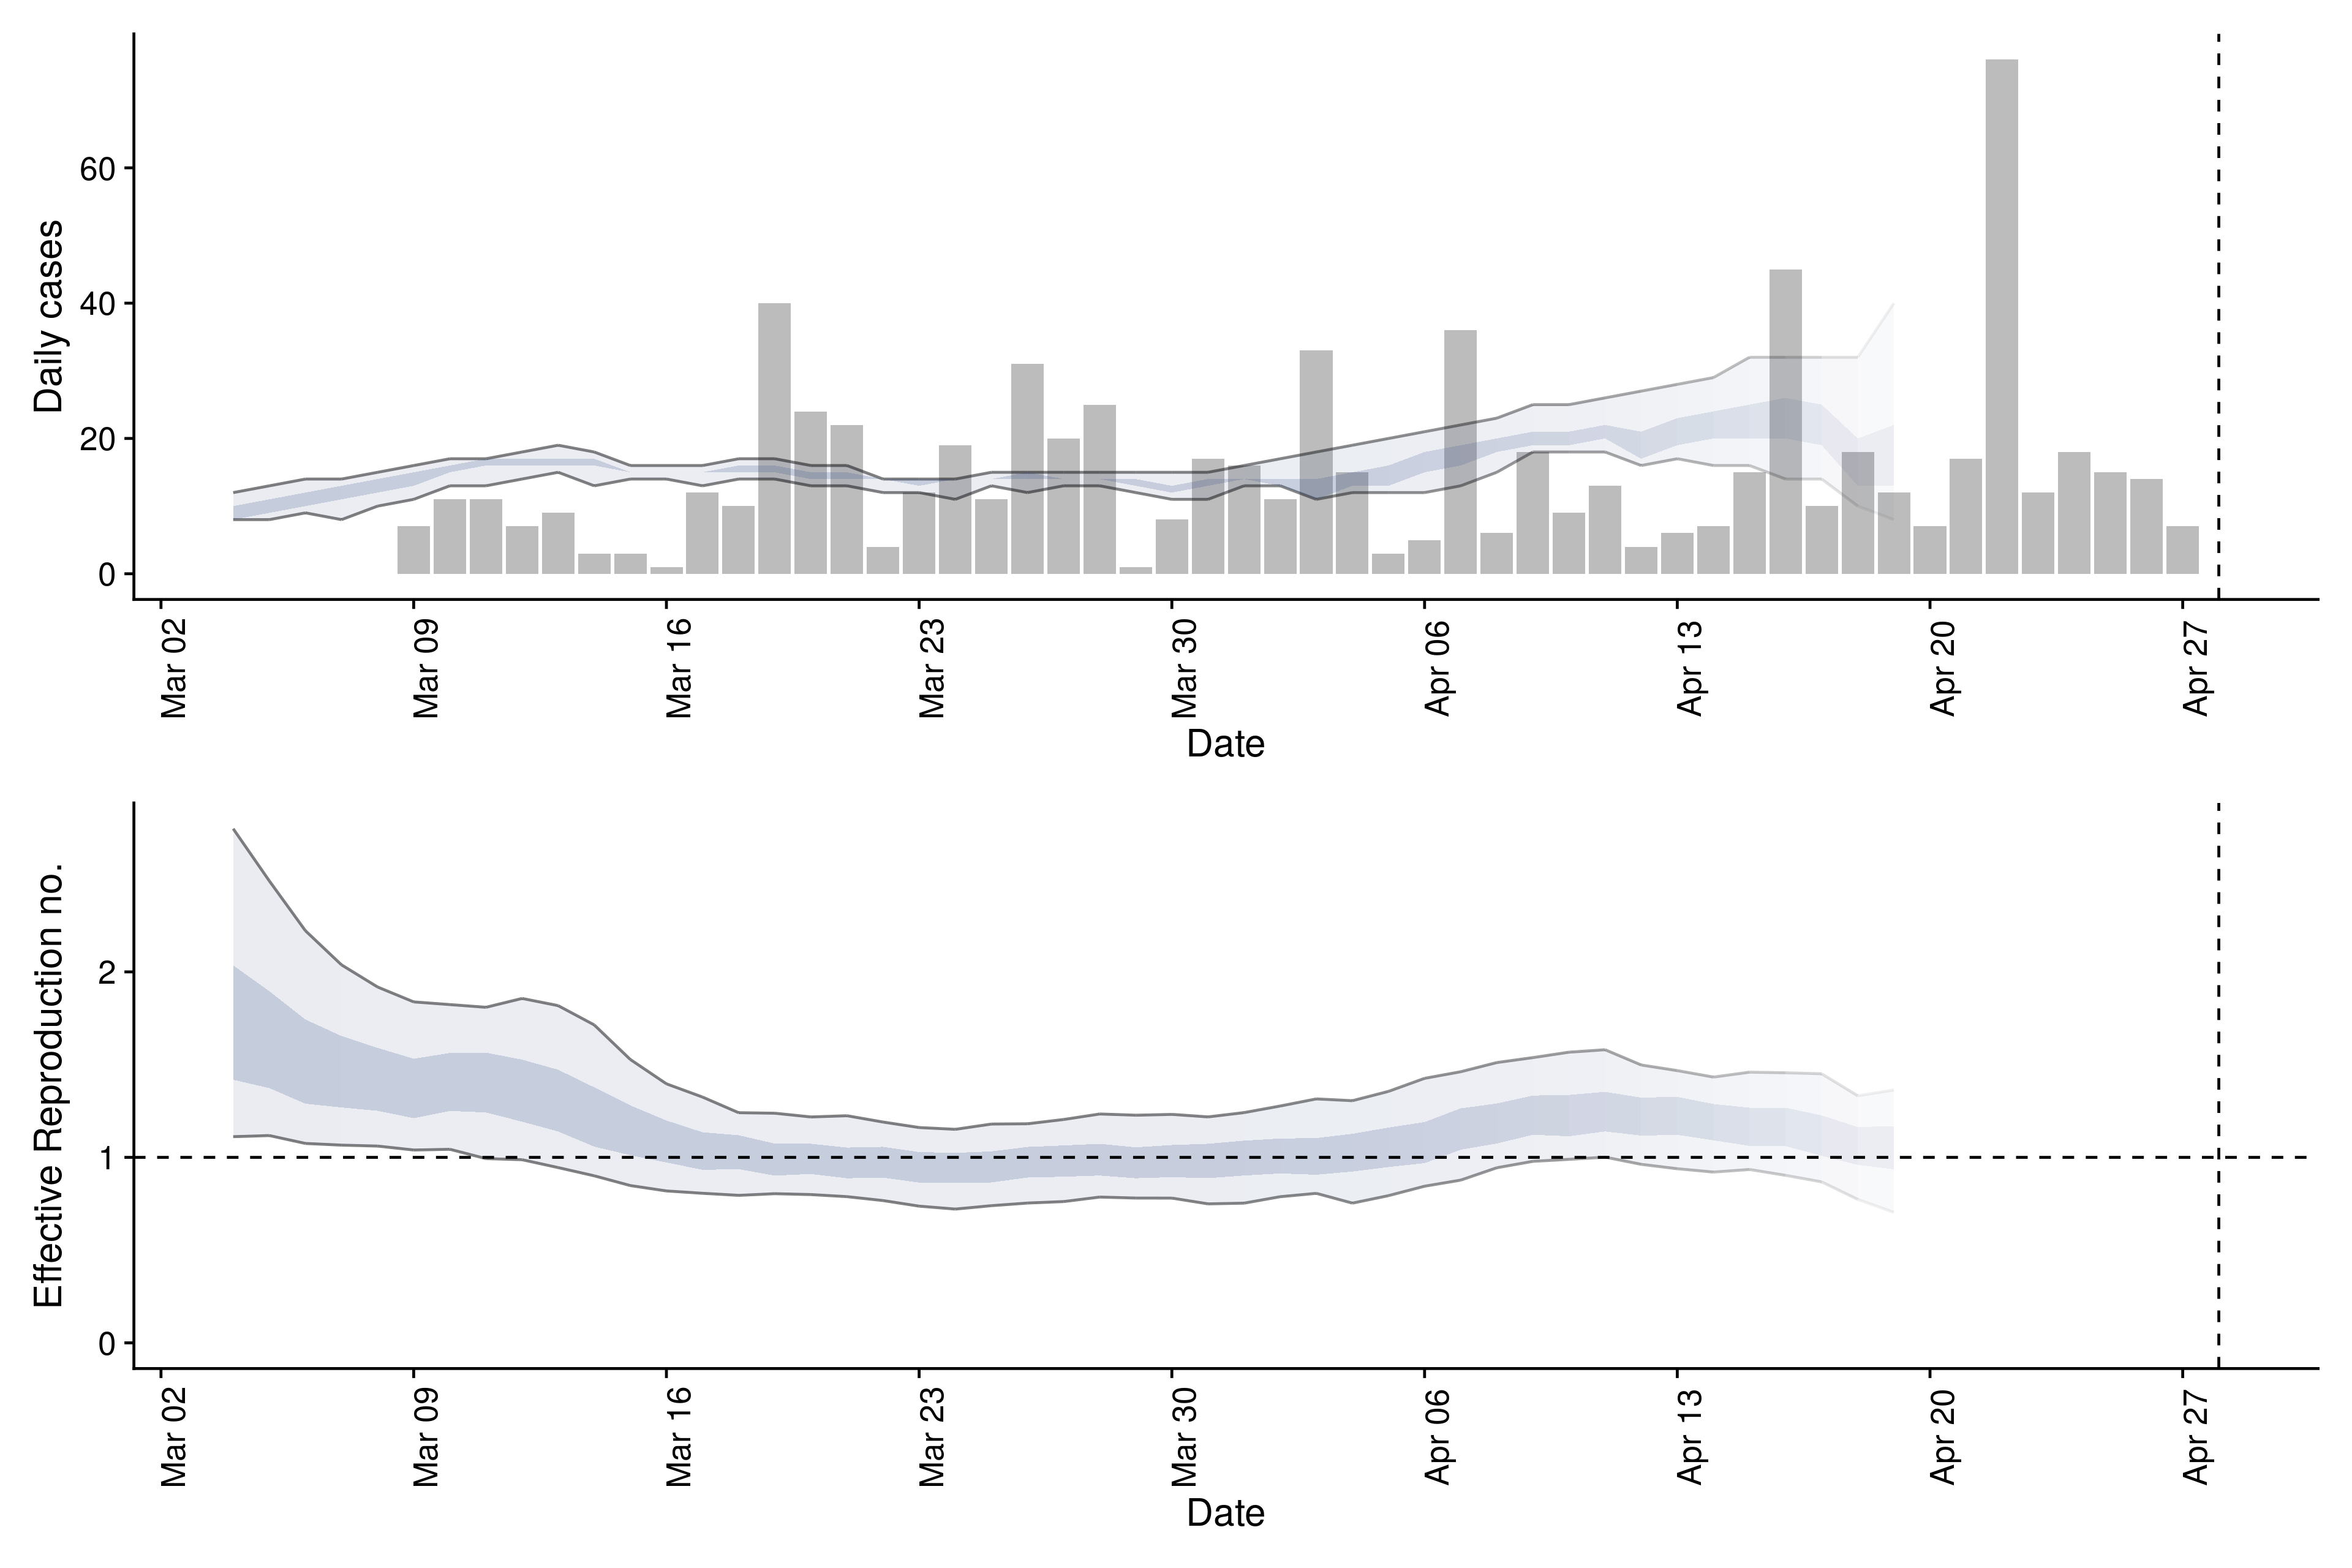 Daily cases
60
40
20
0
Mar 02
Mar 09
Mar 16
Mar 23
Mar 30
Apr 06
Apr 13
Apr 20
Apr 27
Date
Effective Reproduction no.
2
1
0
Mar 02
Mar 09
Mar 16
Mar 23
Mar 30
Apr 06
Apr 13
Apr 20
Apr 27
Date